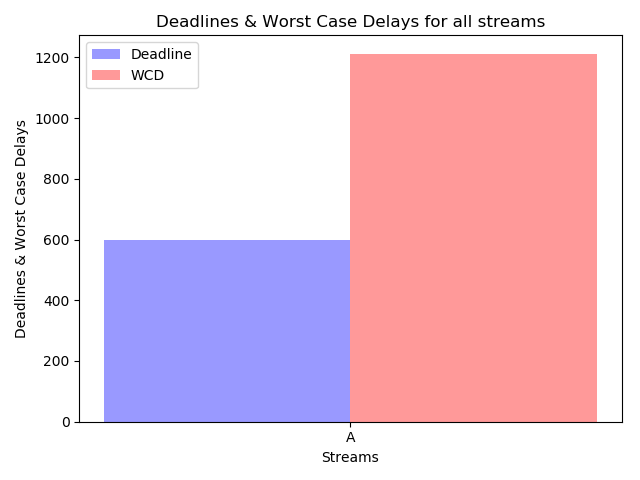 Deadlines & Worst Case Delays for all streams
Deadline
WCD
Deadlines & Worst Case Delays
1200
1000
800
600
400
200
0
A
Streams